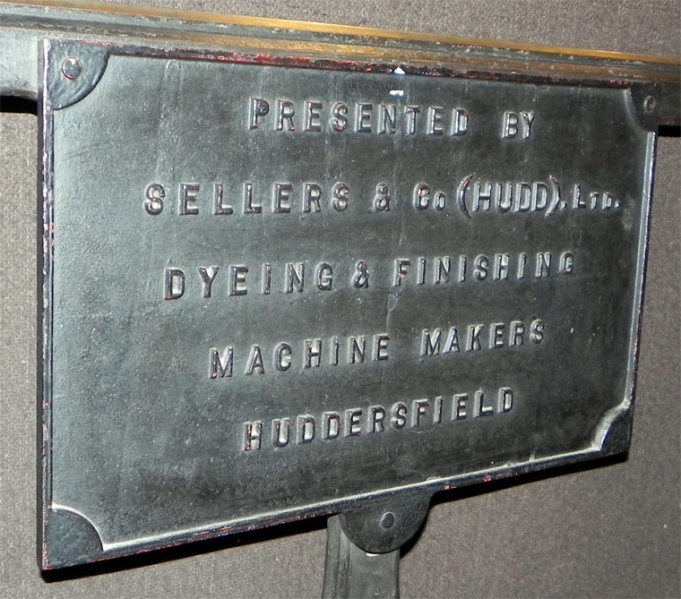 PRESENTED BY
SELLERS & Co (HUDD). LTD.
DYEING & FINISHING
MACHINE MAKERS
HUDDERSFIELD